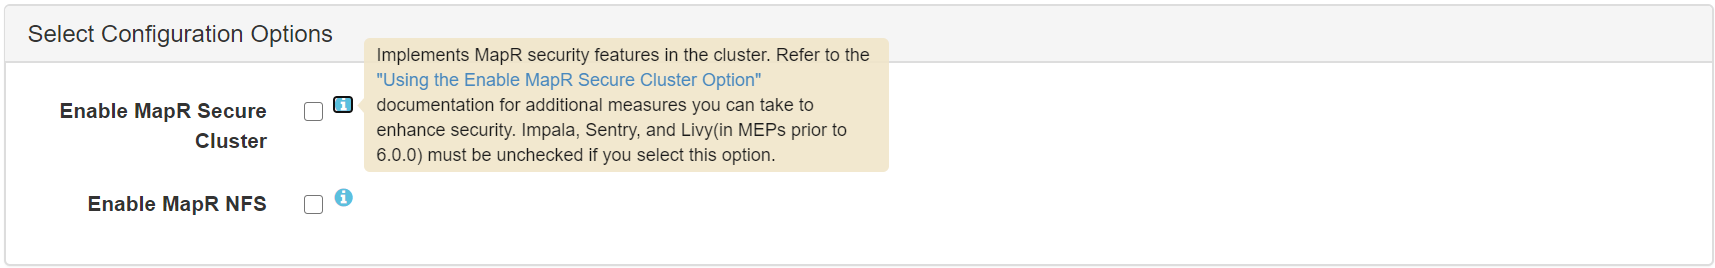 Select Configuration Options
Implements MapR security features in the cluster. Refer to the
"Using the Enable MapR Secure Cluster Option"
documentation for additional measures you can take to
enhance security. Impala, Sentry, and Livy(in MEPs prior to
6.0.0) must be unchecked if you select this option.
Enable MapR Secure
Cluster
Enable MapR NFS